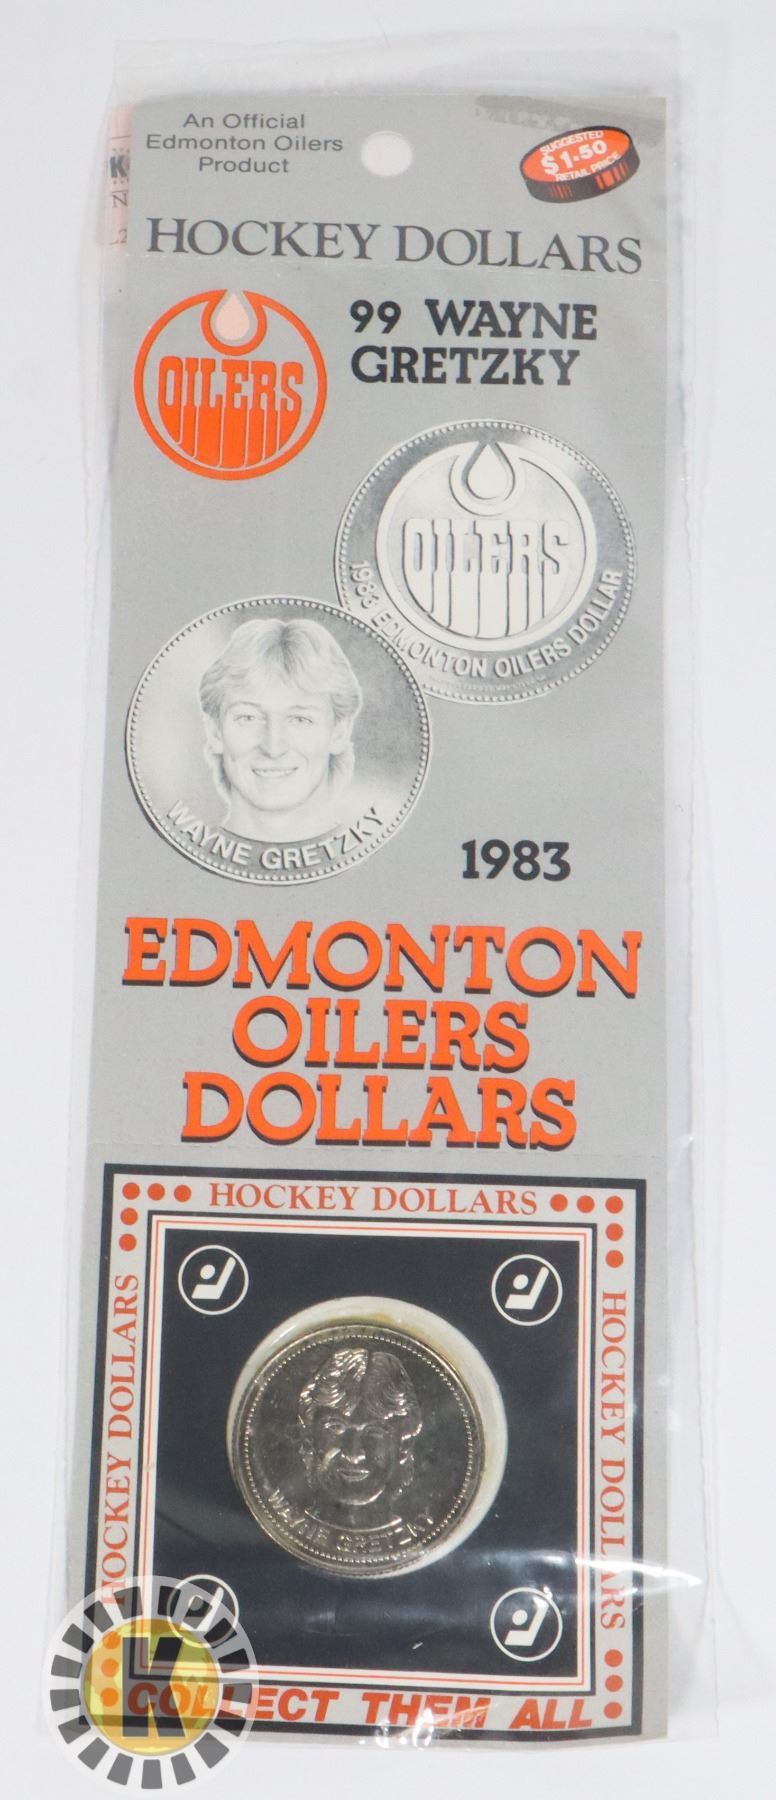 An Official
Edmonton Oilers
Product
SUGGESTED
$1.50
RETAIL PRICE
HOCKEY DOLLARS
OILERS
99 WAYNE
GRETZKY
OILERS
1983 EDMONTON OILERS DOLLAR
WAYNE GRETZKY
1983
EDMONTON
OILERS
DOLLARS
HOCKEY DOLLARS
HOCKEY DOLLARS
HOCKEY DOLLARS
WAYNE GRETZKY
COLLECT THEM ALL
K